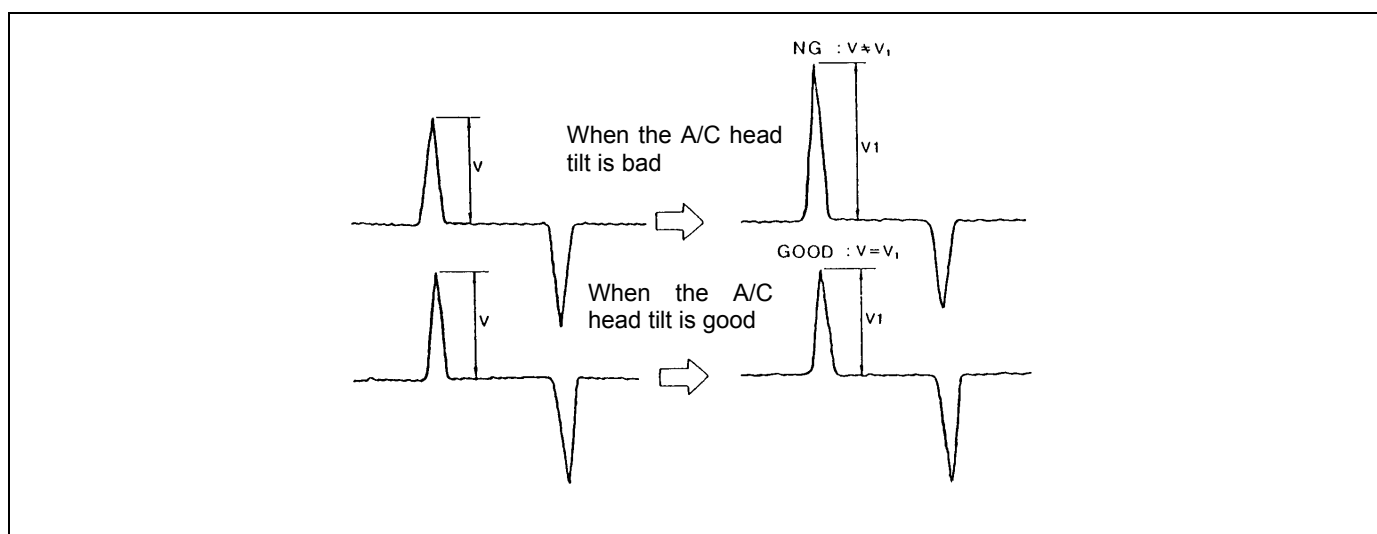 NG : V ≠ V₁
When the A/C head
tilt is bad
V
V1
GOOD : V = V₁
When the A/C
head tilt is good
V
V1